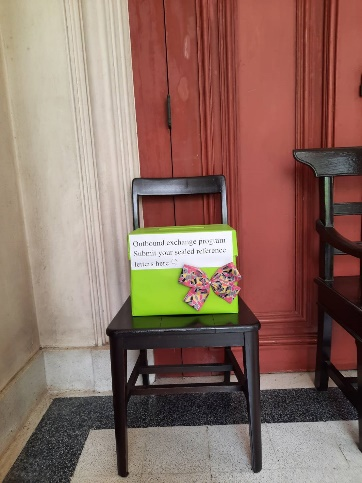 Outbound exchange program
Submit your sealed reference
letters here ☺